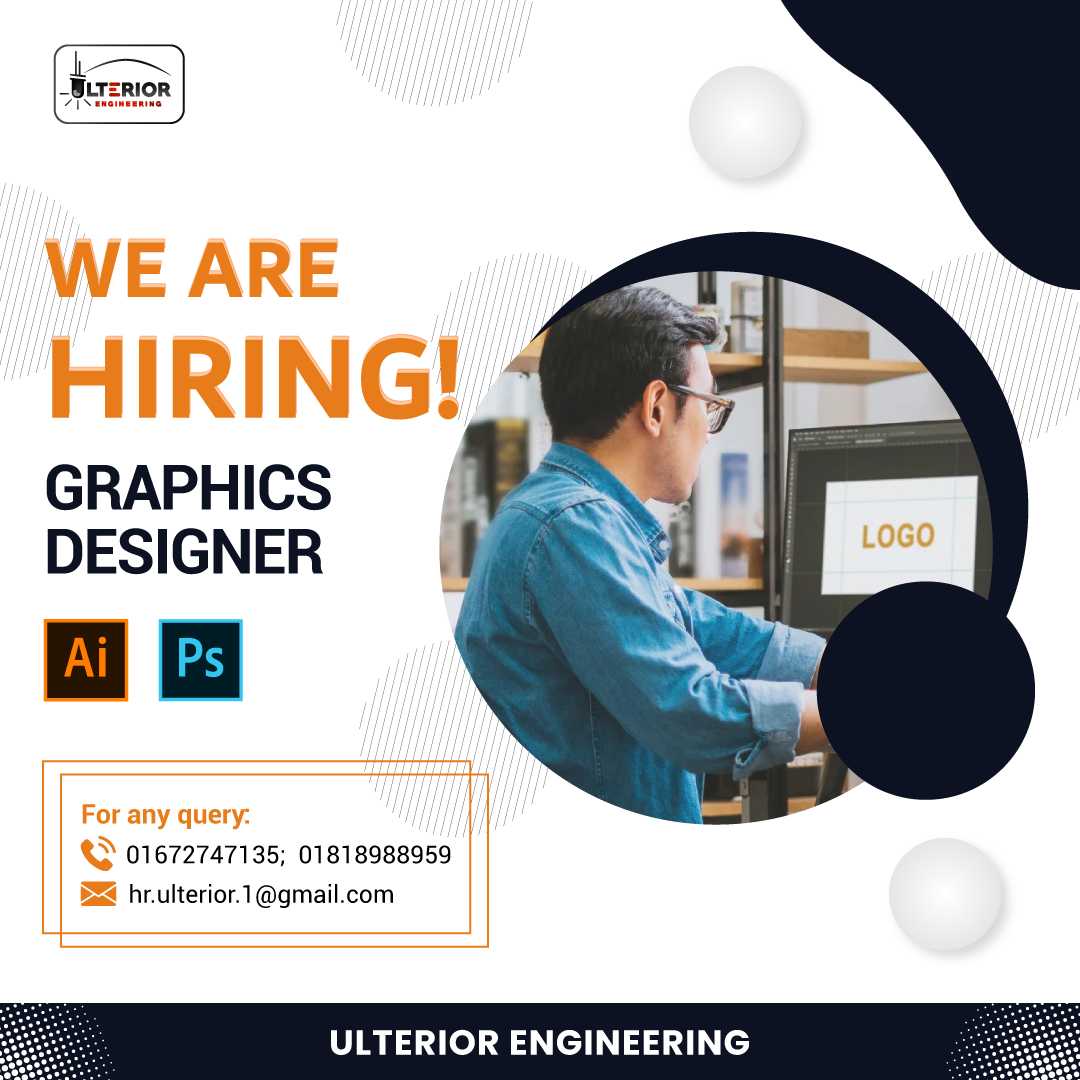 ULTERIOR
ENGINEERING
WE ARE
HIRING!
GRAPHICS
DESIGNER
Ai Ps
LOGO
For any query:
01672747135; 01818988959
hr.ulterior.1@gmail.com
ULTERIOR ENGINEERING